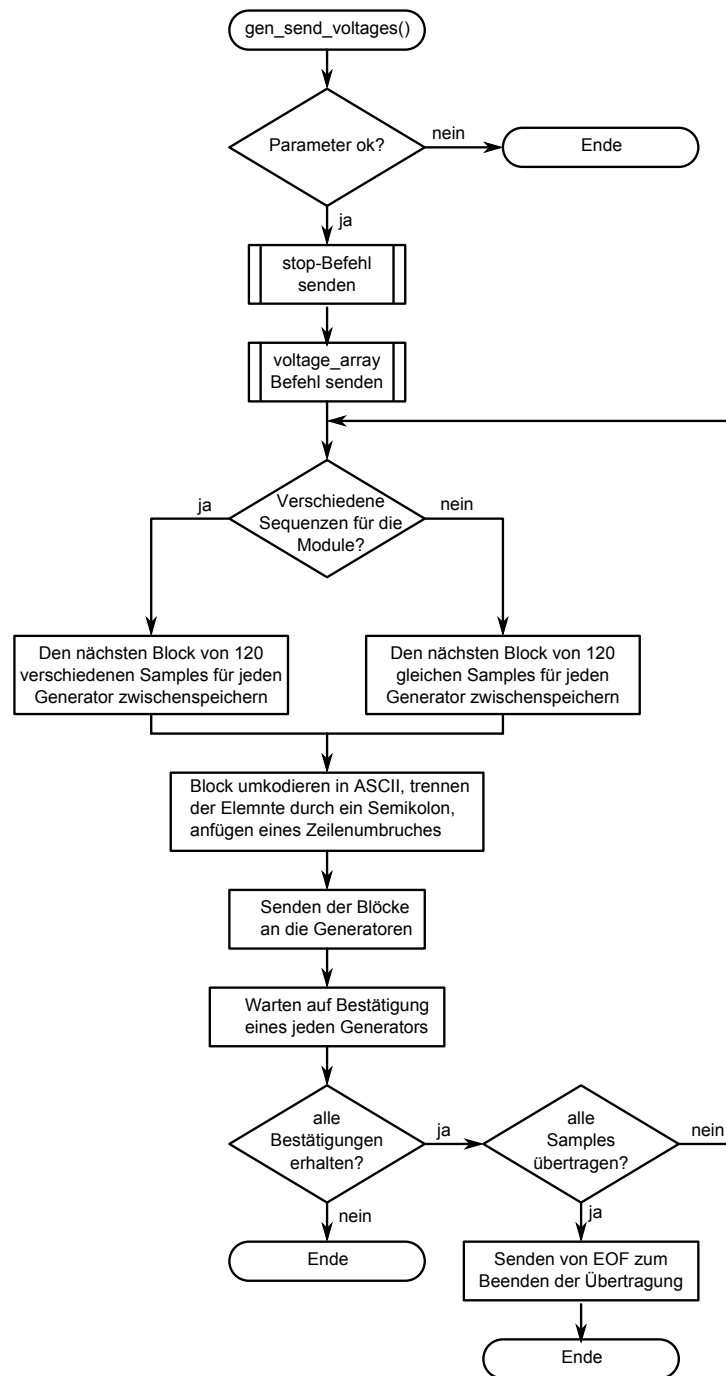 gen_send_voltages()
Parameter ok?
nein
Ende
ja
stop-Befehl
senden
voltage_array
Befehl senden
Verschiedene
Sequenzen für die
Module?
ja
nein
Den nächsten Block von 120
verschiedenen Samples für jeden
Generator zwischenspeichern
Den nächsten Block von 120
gleichen Samples für jeden
Generator zwischenspeichern
Block umkodieren in ASCII, trennen
der Elemnte durch ein Semikolon,
anfügen eines Zeilenumbruches
Senden der Blöcke
an die Generatoren
Warten auf Bestätigung
eines jeden Generators
alle
Bestätigungen
erhalten?
ja
alle
Samples
übertragen?
nein
nein
ja
Ende
Senden von EOF zum
Beenden der Übertragung
Ende